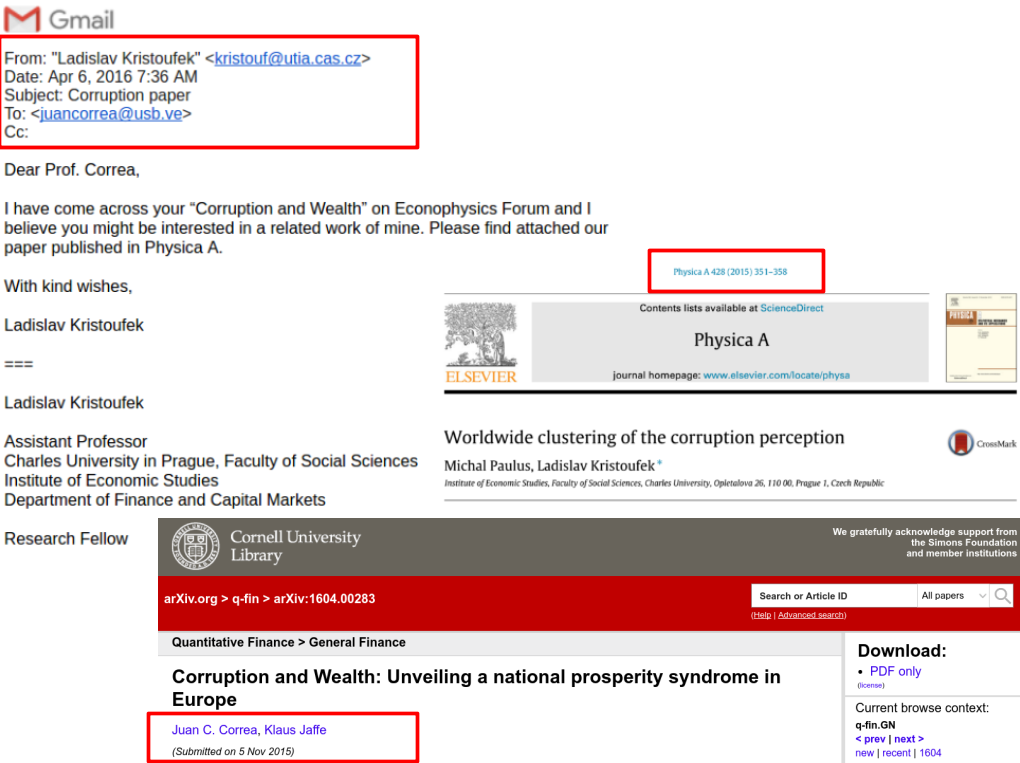 Gmail
From: "Ladislav Kristoufek" <kristouf@utia.cas.cz>
Date: Apr 6, 2016 7:36 AM
Subject: Corruption paper
To: <juancorrea@usb.ve>
Cc:
Dear Prof. Correa,
I have come across your “Corruption and Wealth” on Econophysics Forum and I
believe you might be interested in a related work of mine. Please find attached our
paper published in Physica A.
With kind wishes,
Ladislav Kristoufek
===
Ladislav Kristoufek
Assistant Professor
Charles University in Prague, Faculty of Social Sciences
Institute of Economic Studies
Department of Finance and Capital Markets
Research Fellow
Physica A 428 (2015) 351–358
Contents lists available at ScienceDirect
Physica A
journal homepage: www.elsevier.com/locate/physa
ELSEVIER
PHYSICA
Worldwide clustering of the corruption perception
CrossMark
Michal Paulus, Ladislav Kristoufek *
Institute of Economic Studies, Faculty of Social Sciences, Charles University, Opletalova 26, 110 00, Prague 1, Czech Republic
Cornell University
Library
We gratefully acknowledge support from
the Simons Foundation
and member institutions
arXiv.org > q-fin > arXiv:1604.00283
Search or Article ID
All papers
(Help | Advanced search)
Quantitative Finance > General Finance
Corruption and Wealth: Unveiling a national prosperity syndrome in
Europe
Juan C. Correa, Klaus Jaffe
(Submitted on 5 Nov 2015)
Download:
• PDF only
(license)
Current browse context:
q-fin.GN
< prev | next >
new | recent | 1604